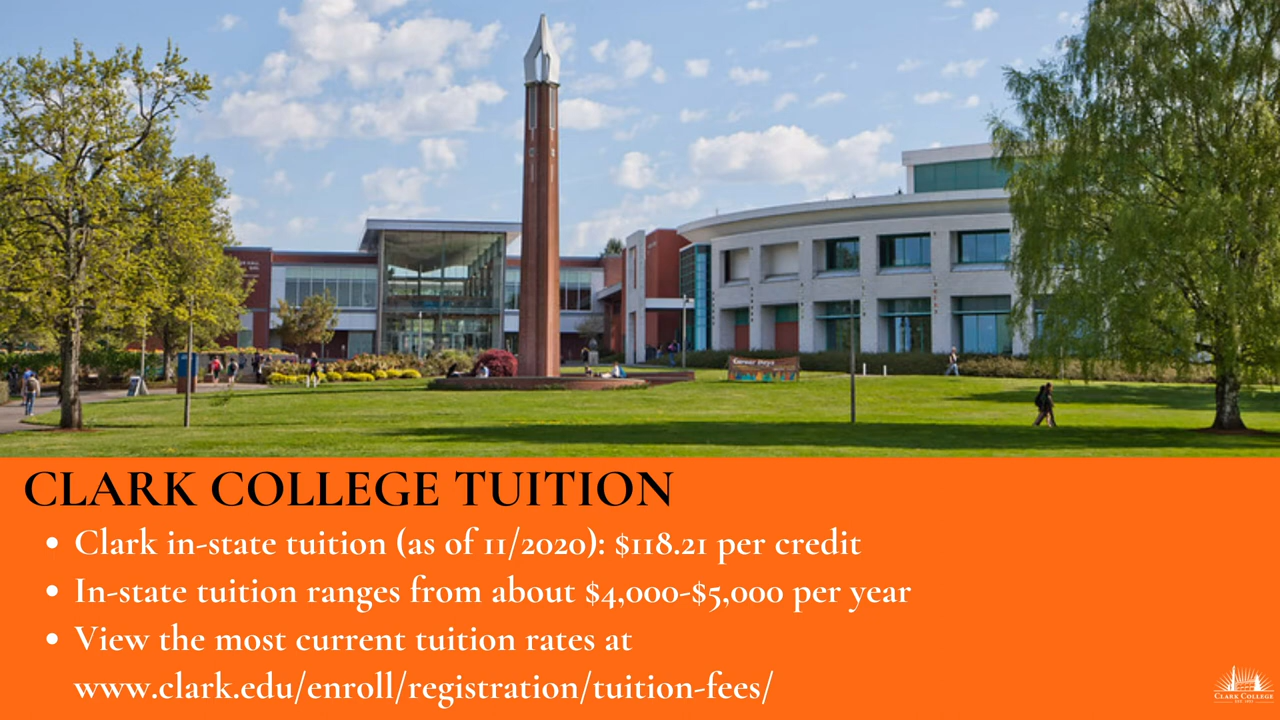 Career Days
CLARK COLLEGE TUITION
• Clark in-state tuition (as of 11/2020): $118.21 per credit
• In-state tuition ranges from about $4,000-$5,000 per year
• View the most current tuition rates at
www.clark.edu/enroll/registration/tuition-fees/
CLARK COLLEGE